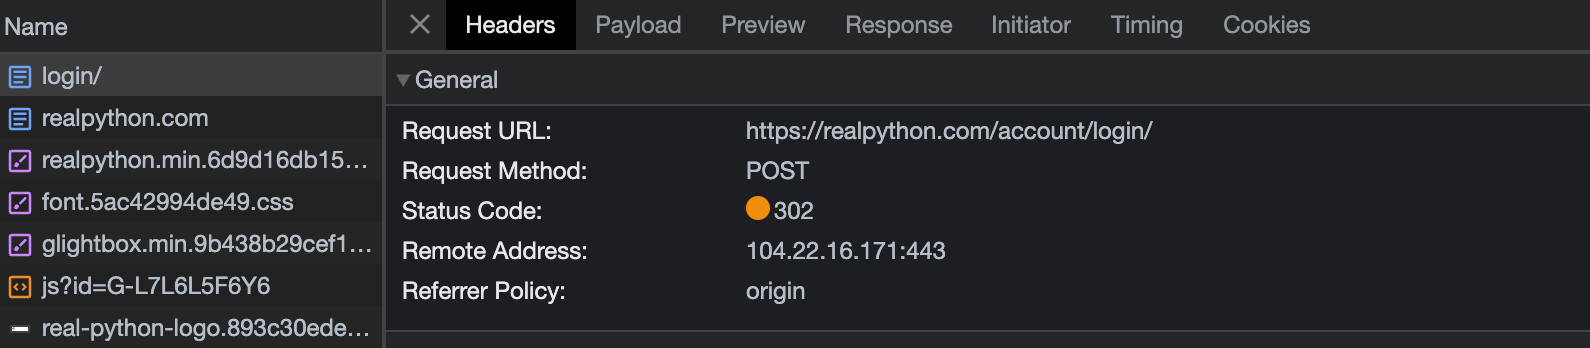 Name
login/
realpython.com
realpython.min.6d9d16db15...
font.5ac42994de49.css
glightbox.min.9b438b29cef1...
js?id=G-L7L6L5F6Y6
real-python-logo.893c30ede...
Headers Payload Preview Response Initiator Timing Cookies
General
Request URL: https://realpython.com/account/login/
Request Method: POST
Status Code: 302
Remote Address: 104.22.16.171:443
Referrer Policy: origin